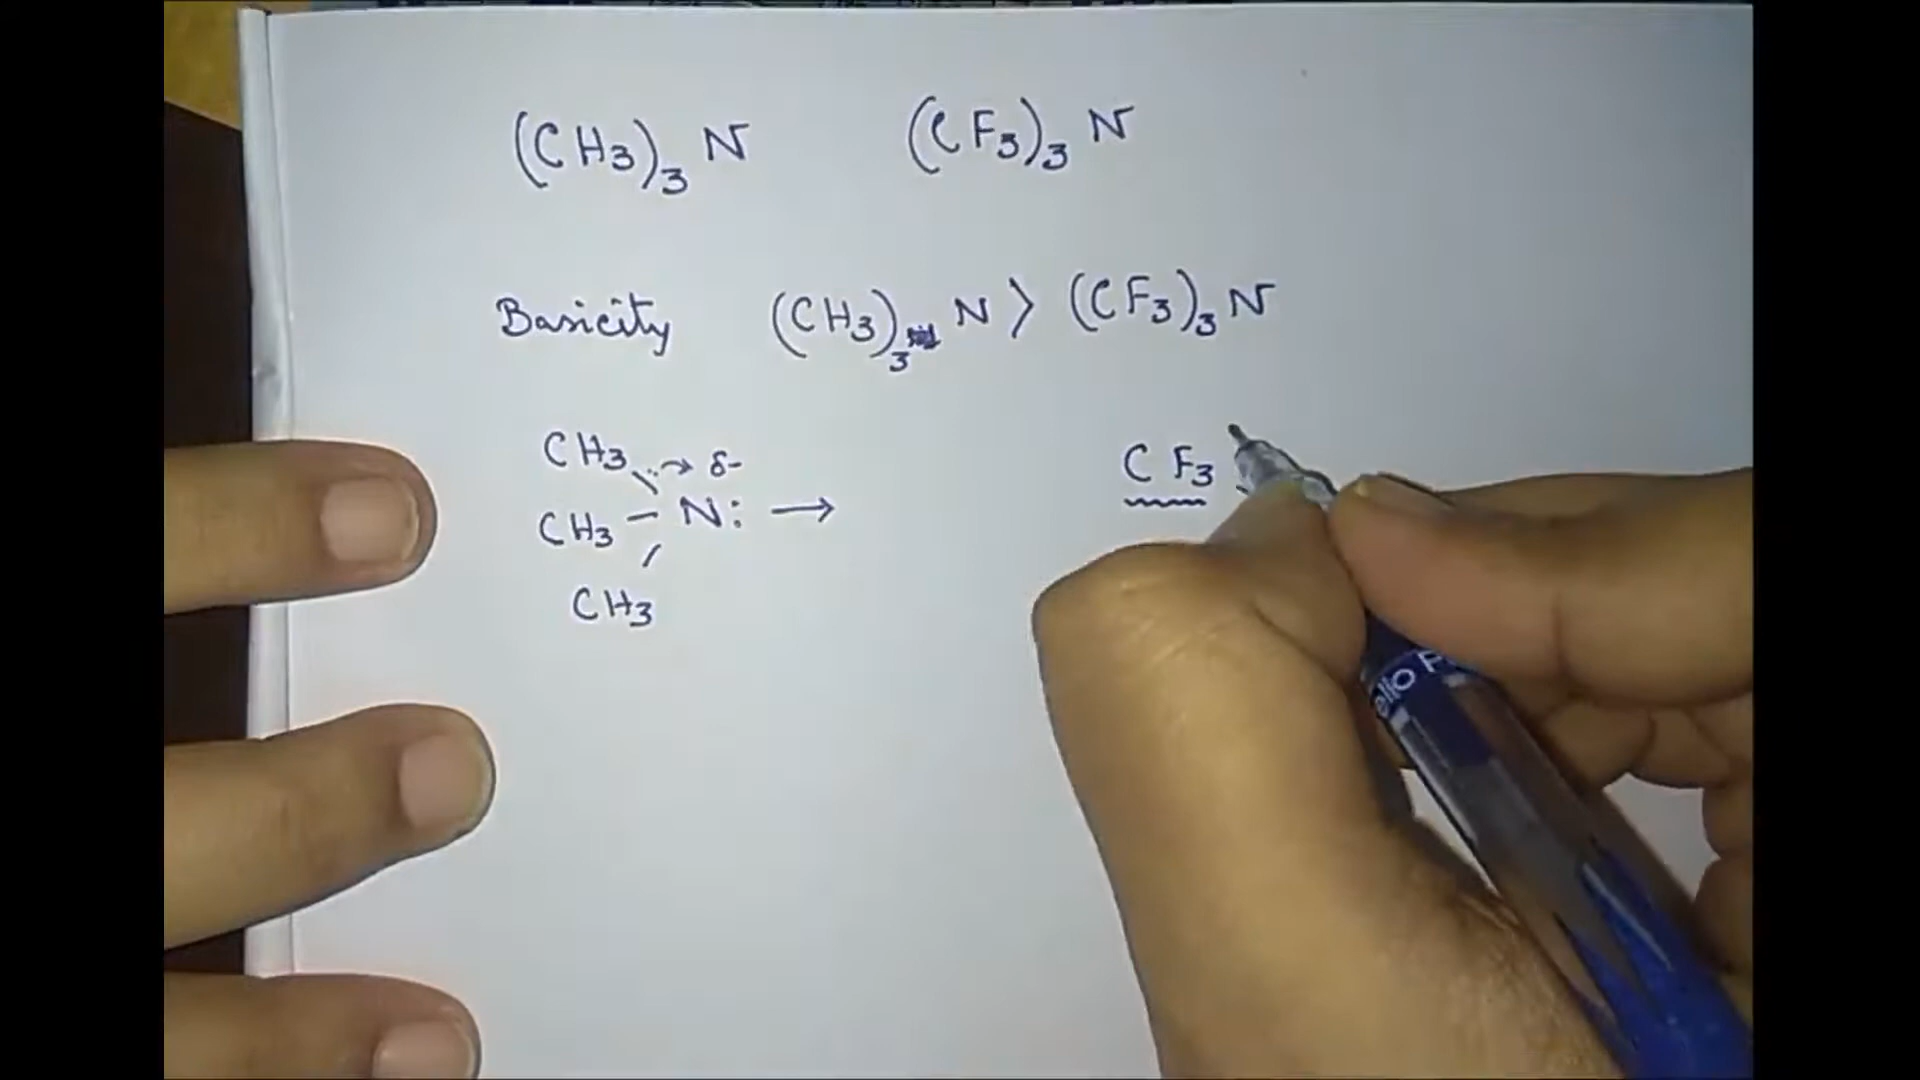 (CH3)3 N (CF3)3 N
Basicity (CH3)3 N > (CF3)3 N
CH3 → δ- CF3
CH3 - N: →
CH3